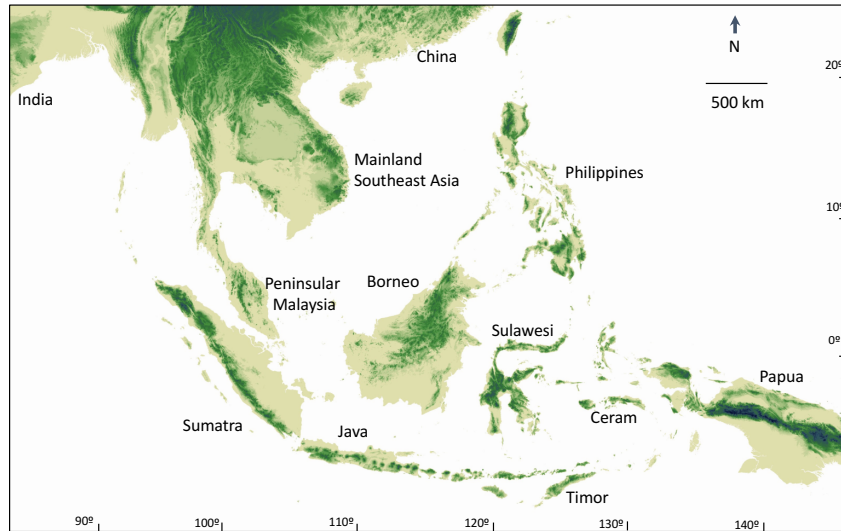 N
China
20º
India
500 km
Mainland
Southeast Asia
Philippines
10º
Peninsular
Malaysia
Borneo
Sulawesi
0º
Papua
Sumatra
Java
Ceram
Timor
90º
100º
110º
120º
130º
140º